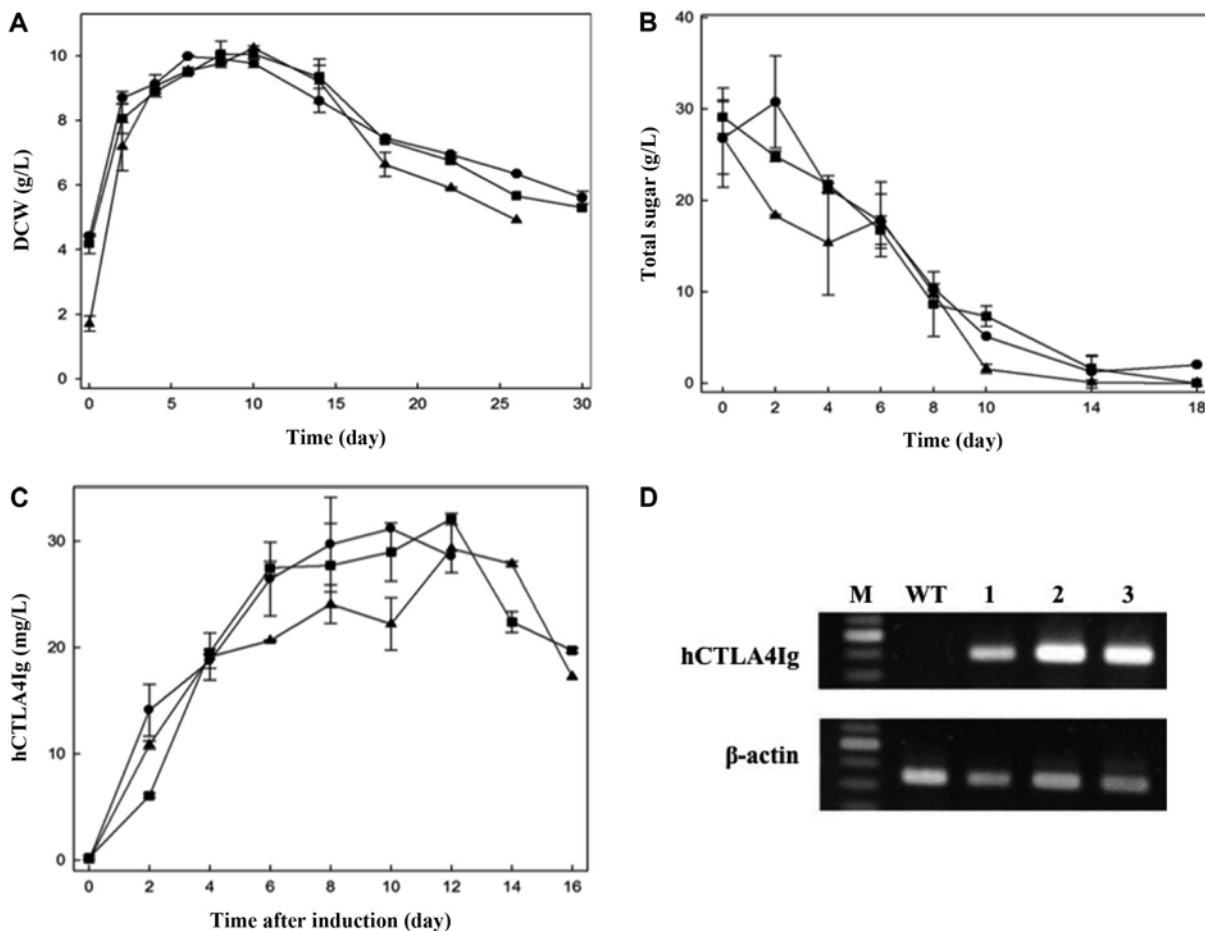 A
DCW (g/L)
10
8
6
4
2
0
0 5 10 15 20 25 30
Time (day)
B
Total sugar (g/L)
40
30
20
10
0
0 2 4 6 8 10 14 18
Time (day)
C
hCTLA4Ig (mg/L)
30
20
10
0
0 2 4 6 8 10 12 14 16
Time after induction (day)
D
M WT 1 2 3
hCTLA4Ig
β-actin